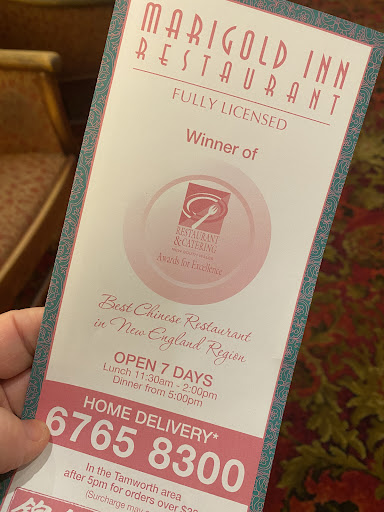 MARIGOLD INN
RESTAURANT
FULLY LICENSED
Winner of
RESTAURANT
&CATERING
Awards for Excellence
Best Chinese Restaurant
in New England Region
OPEN 7 DAYS
Lunch 11:30am - 2:00pm
Dinner from 5:00pm
HOME DELIVERY*
6765 8300
In the Tamworth area
after 5pm for orders over
(Surcharge may